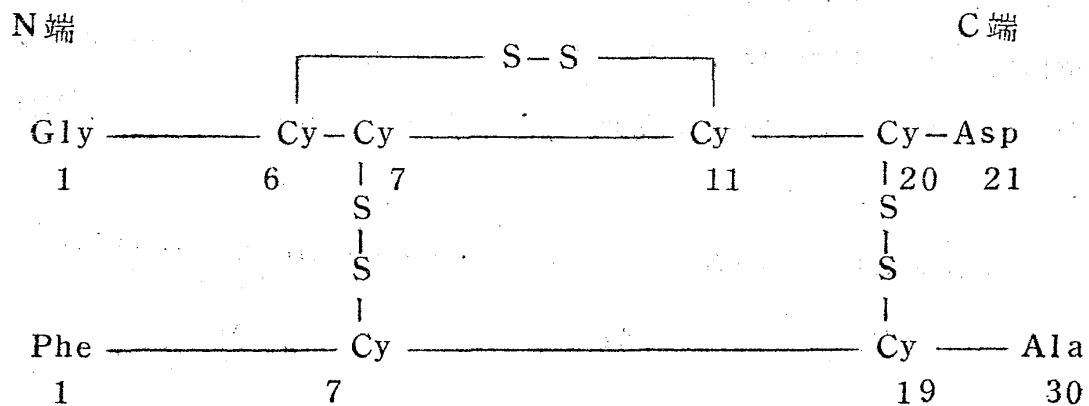 N端 C端
S–S
Gly Cy–Cy Cy Cy–Asp
1 6 7 11 20 21
S S
S S
Phe Cy Cy Ala
1 7 19 30